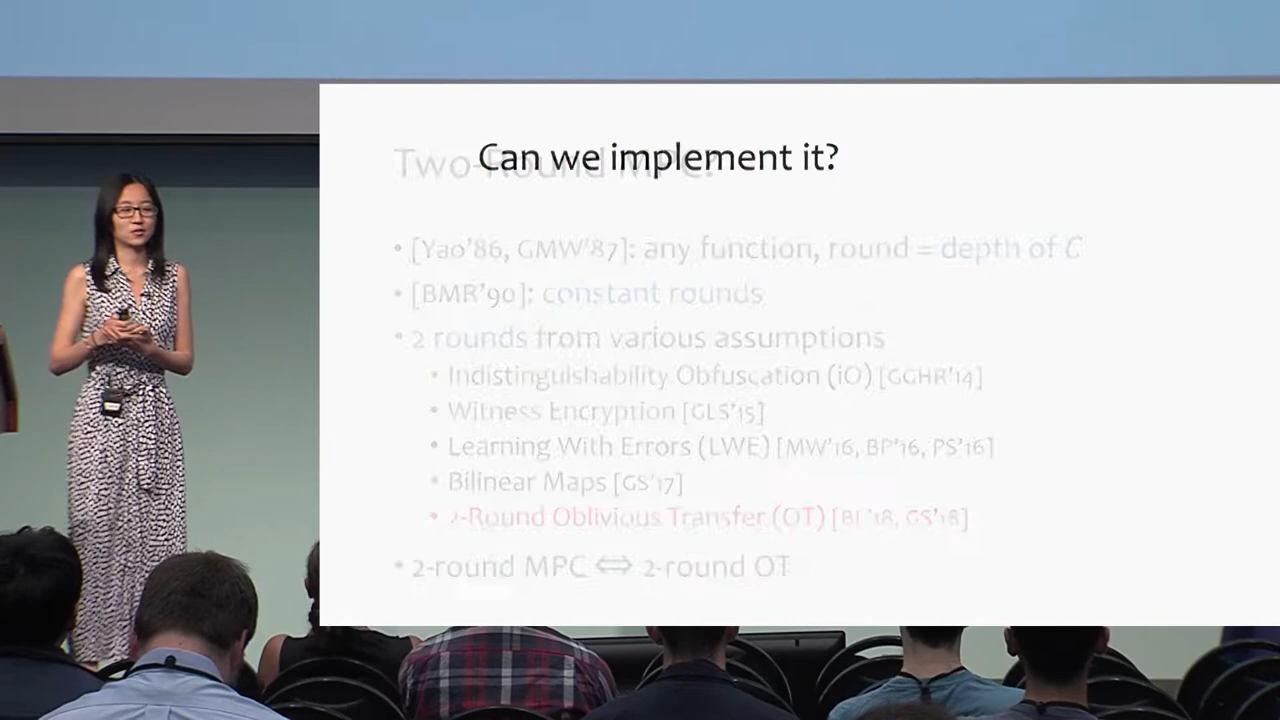 Can we implement it?
Two-Round MPC?
• [Yao'86, GMW'87]: any function, round = depth of C
• [BMR'90]: constant rounds
• 2 rounds from various assumptions
• Indistinguishability Obfuscation (iO) [GGHR'14]
• Witness Encryption [GLS'15]
• Learning With Errors (LWE) [MW'16, BP'16, PS'16]
• Bilinear Maps [GS'17]
• 2-Round Oblivious Transfer (OT) [BL'18, GS'18]
• 2-round MPC ⇔ 2-round OT